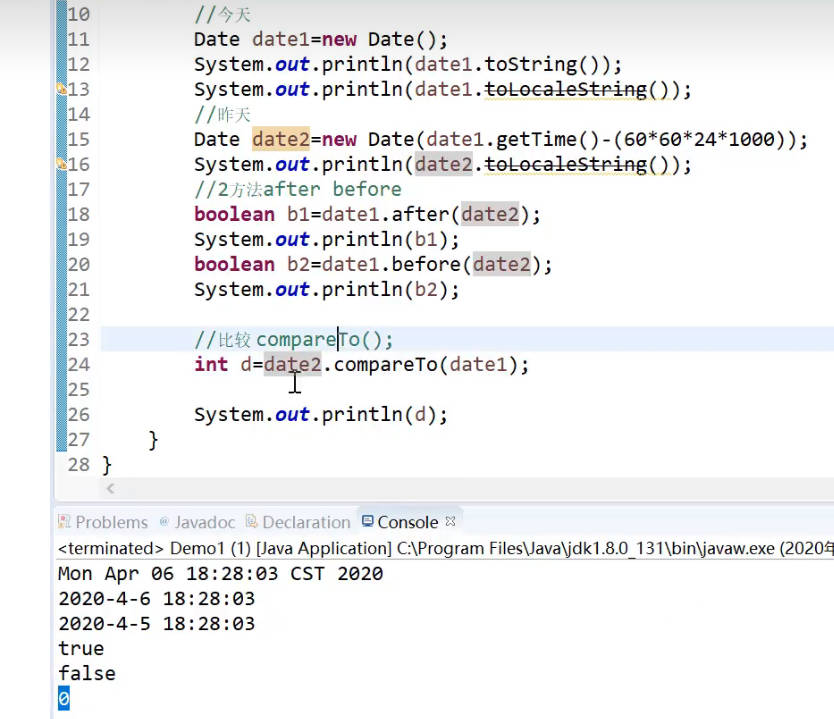 10 //今天
11 Date date1=new Date();
12 System.out.println(date1.toString());
13 System.out.println(date1.toLocaleString());
14 //昨天
15 Date date2=new Date(date1.getTime()-(60*60*24*1000));
16 System.out.println(date2.toLocaleString());
17 //2方法after before
18 boolean b1=date1.after(date2);
19 System.out.println(b1);
20 boolean b2=date1.before(date2);
21 System.out.println(b2);
22
23 //比较 compareTo();
24 int d=date2.compareTo(date1);
25
26 System.out.println(d);
27 }
28 }
Problems @ Javadoc Declaration Console
<terminated> Demo1 (1) [Java Application] C:\Program Files\Java\jdk1.8.0_131\bin\javaw.exe (2020年
Mon Apr 06 18:28:03 CST 2020
2020-4-6 18:28:03
2020-4-5 18:28:03
true
false
0